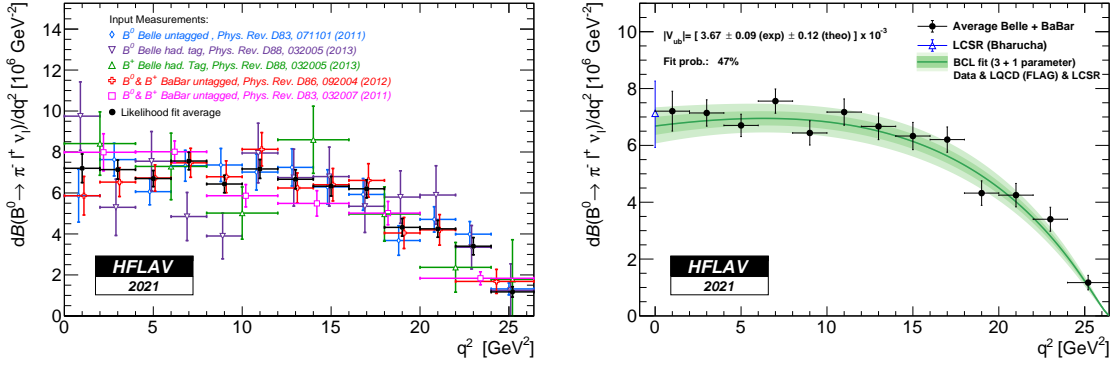 dB(B⁰→ π l⁺ ν_l)/dq² [10⁶ GeV⁻²]
14
12
10
8
6
4
2
0
Input Measurements:
B⁰ Belle untagged , Phys. Rev. D83, 071101 (2011)
B⁰ Belle had. tag, Phys. Rev. D88, 032005 (2013)
B⁺ Belle had. Tag, Phys. Rev. D88, 032005 (2013)
B⁰ & B⁺ BaBar untagged, Phys. Rev. D86, 092004 (2012)
B⁰ & B⁺ BaBar untagged, Phys. Rev. D83, 032007 (2011)
Likelihood fit average
HFLAV
2021
0 5 10 15 20 25
q² [GeV²]
dB(B⁰→ π l⁺ ν_l)/dq² [10⁶ GeV⁻²]
10
8
6
4
2
0
|V_ub|= [ 3.67 ± 0.09 (exp) ± 0.12 (theo) ] x 10⁻³
Fit prob.: 47%
Average Belle + BaBar
LCSR (Bharucha)
BCL fit (3 + 1 parameter)
Data & LQCD (FLAG) & LCSR
HFLAV
2021
0 5 10 15 20 25
q² [GeV²]